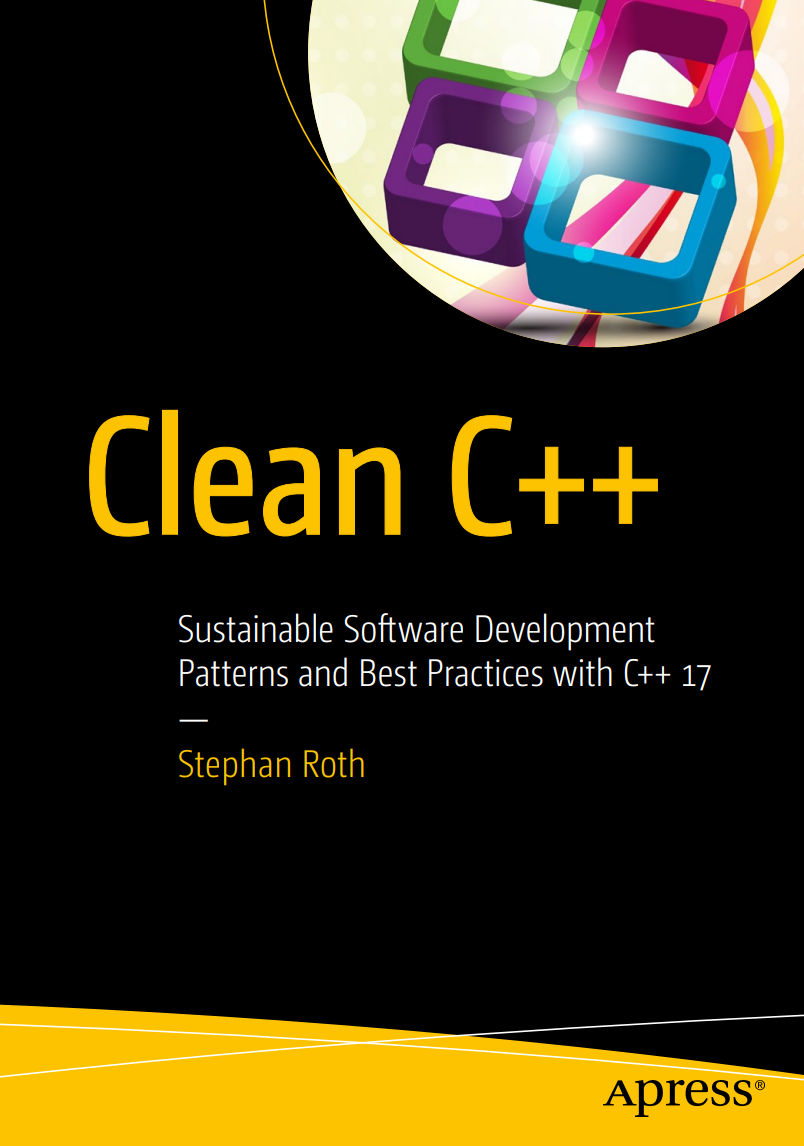 Clean C++
Sustainable Software Development
Patterns and Best Practices with C++ 17
—
Stephan Roth
Apress®